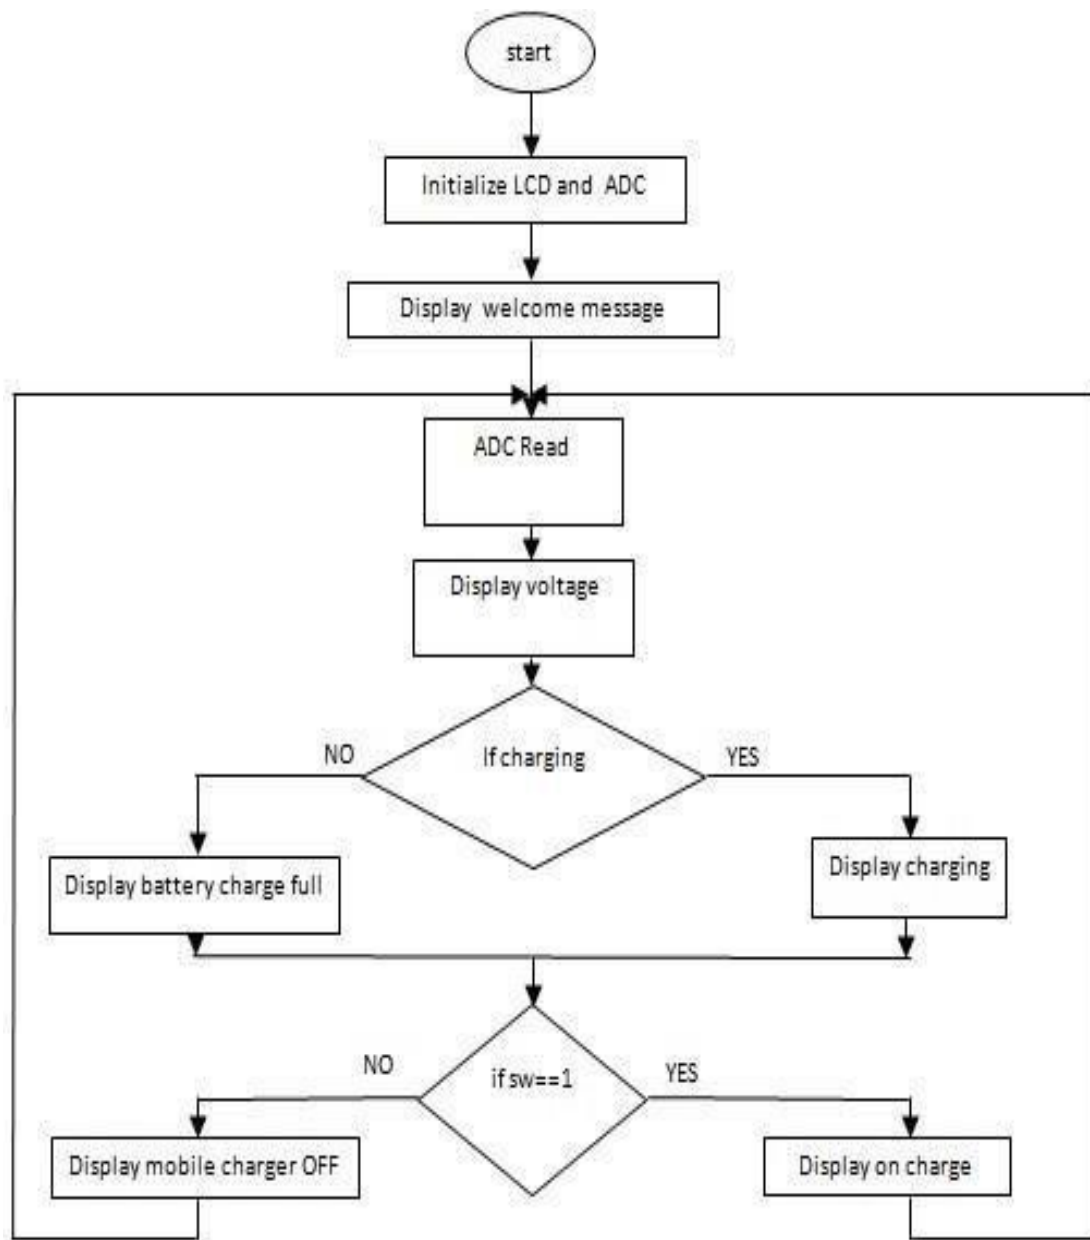 start
Initialize LCD and ADC
Display welcome message
ADC Read
Display voltage
If charging
NO
YES
Display battery charge full
Display charging
if sw==1
NO
YES
Display mobile charger OFF
Display on charge